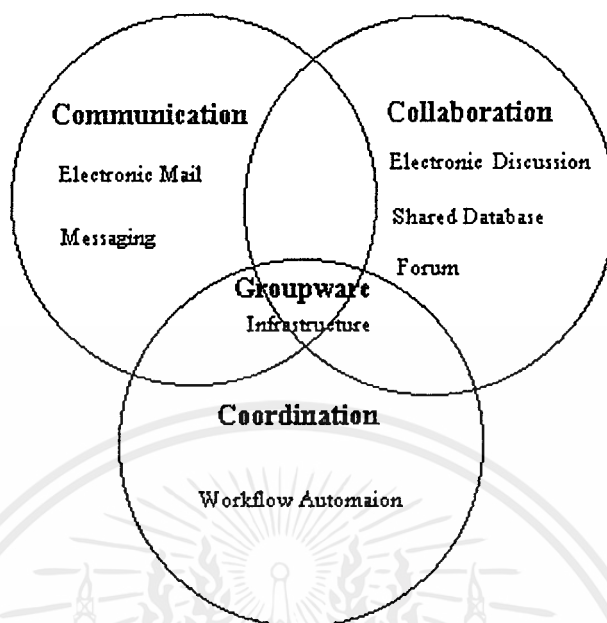 Communication
Electronic Mail
Messaging
Collaboration
Electronic Discussion
Shared Database
Forum
Groupware
Infrastructure
Coordination
Workflow Automaion